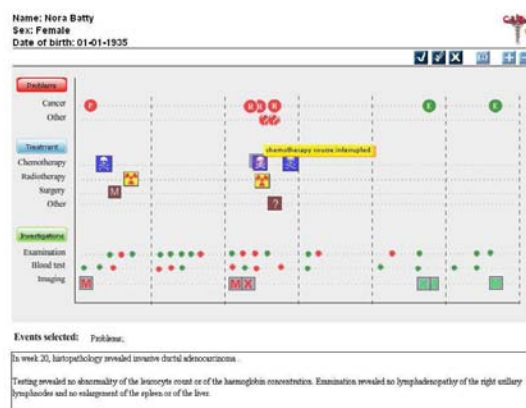 Name: Nora Batty
Sex: Female
Date of birth: 01-01-1935
Problems
Cancer
P
R
R
R
E
E
Other
Treatment
chemotherapy course interrupted
Chemotherapy
Radiotherapy
Surgery
M
Other
?
Investigations
Examination
Blood test
Imaging
M
M X
X
M
Events selected: Problems;
In week 20, histopathology revealed invasive ductal adenocarcinoma .
Testing revealed no abnormality of the leucocyte count or of the haemoglobin concentration. Examination revealed no lymphadenopathy of the right axillary
lymphnodes and no enlargement of the spleen or of the liver.